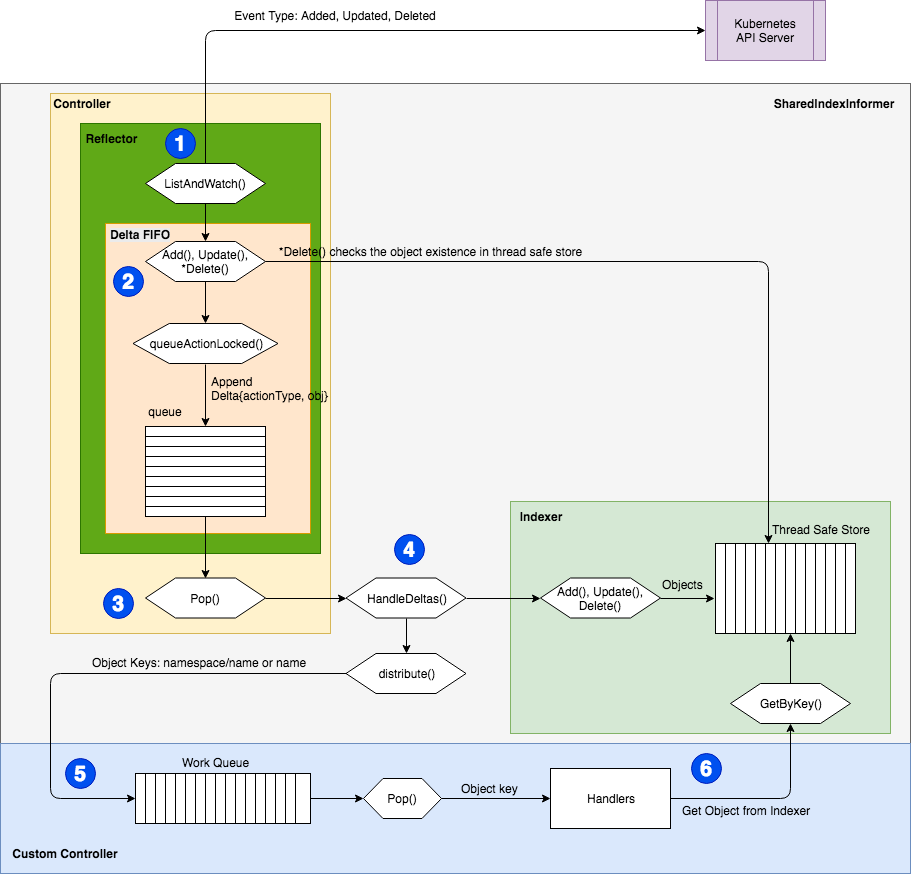 Event Type: Added, Updated, Deleted
Kubernetes
API Server
Controller
SharedIndexInformer
Reflector
1
ListAndWatch()
Delta FIFO
Add(), Update(),
*Delete()
*Delete() checks the object existence in thread safe store
2
queueActionLocked()
Append
Delta{actionType, obj}
queue
Indexer
Thread Safe Store
4
3
Pop()
HandleDeltas()
Add(), Update(),
Delete()
Objects
Object Keys: namespace/name or name
distribute()
GetByKey()
5
Work Queue
6
Pop()
Object key
Handlers
Get Object from Indexer
Custom Controller